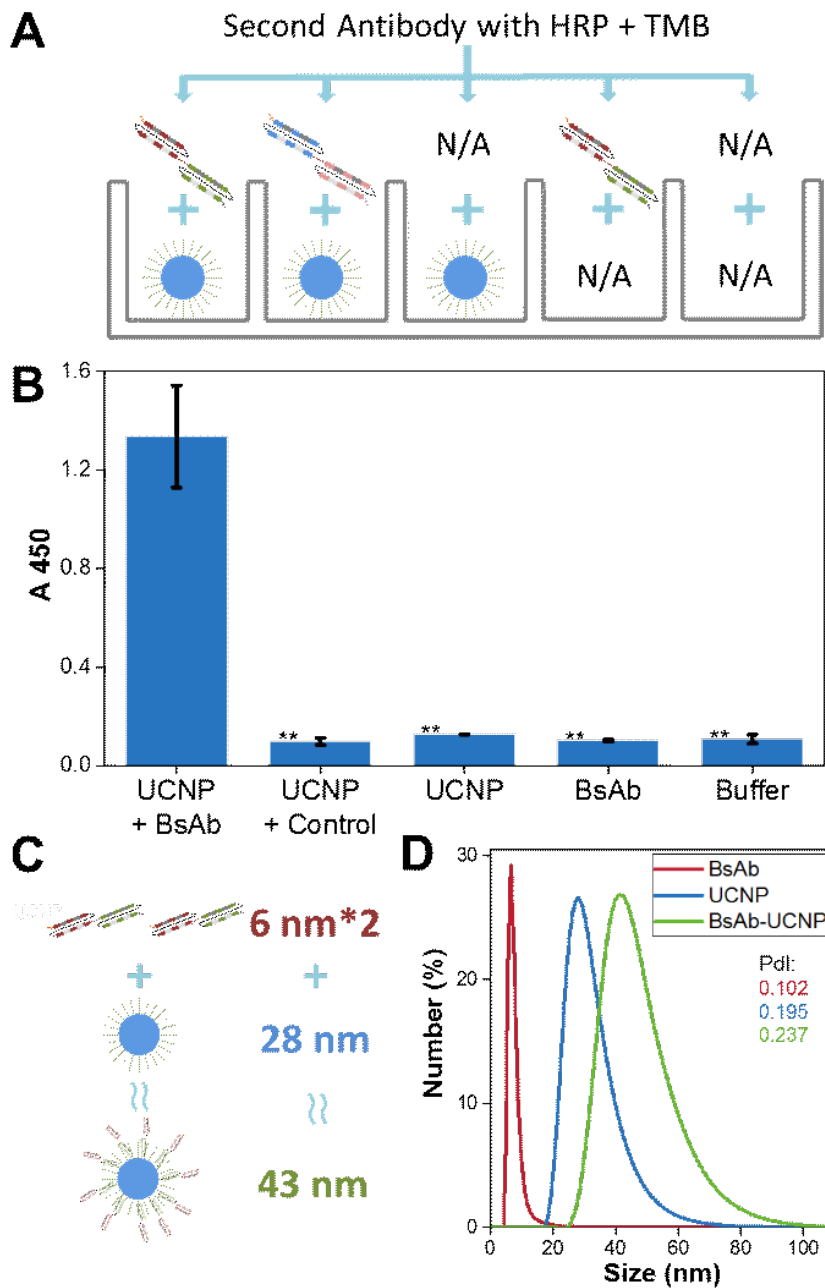 A
Second Antibody with HRP + TMB
N/A
N/A
+ + + + +
N/A
N/A
B
1.6
1.2
0.8
0.4
0.0
A 450
**
**
**
**
UCNP
+ BsAb
UCNP
+ Control
UCNP
BsAb
Buffer
C
6 nm*2
+ +
28 nm
43 nm
D
30
20
10
0
Number (%)
BsAb
UCNP
BsAb-UCNP
PdI:
0.102
0.195
0.237
0 20 40 60 80 100
Size (nm)